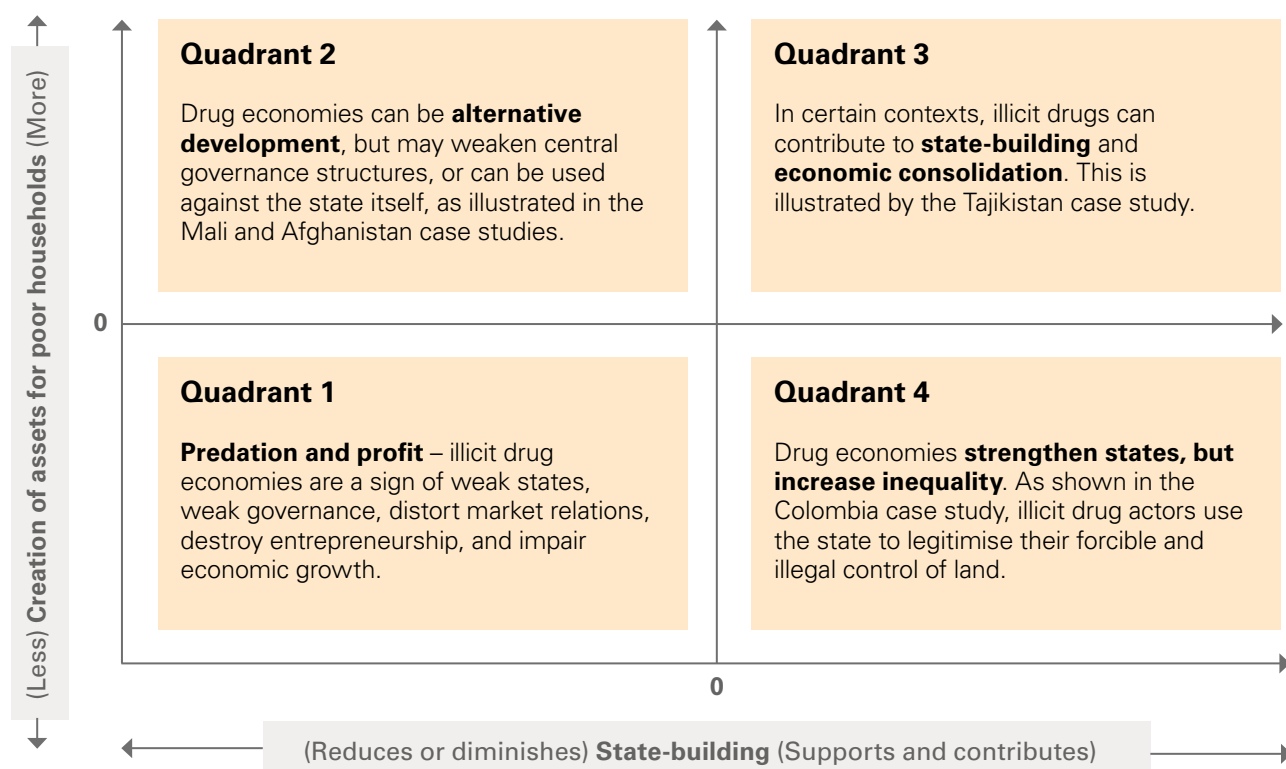 (Less) Creation of assets for poor households (More)
Quadrant 2
Drug economies can be alternative
development, but may weaken central
governance structures, or can be used
against the state itself, as illustrated in the
Mali and Afghanistan case studies.
Quadrant 3
In certain contexts, illicit drugs can
contribute to state-building and
economic consolidation. This is
illustrated by the Tajikistan case study.
0
Quadrant 1
Predation and profit – illicit drug
economies are a sign of weak states,
weak governance, distort market relations,
destroy entrepreneurship, and impair
economic growth.
Quadrant 4
Drug economies strengthen states, but
increase inequality. As shown in the
Colombia case study, illicit drug actors use
the state to legitimise their forcible and
illegal control of land.
0
(Reduces or diminishes) State-building (Supports and contributes)